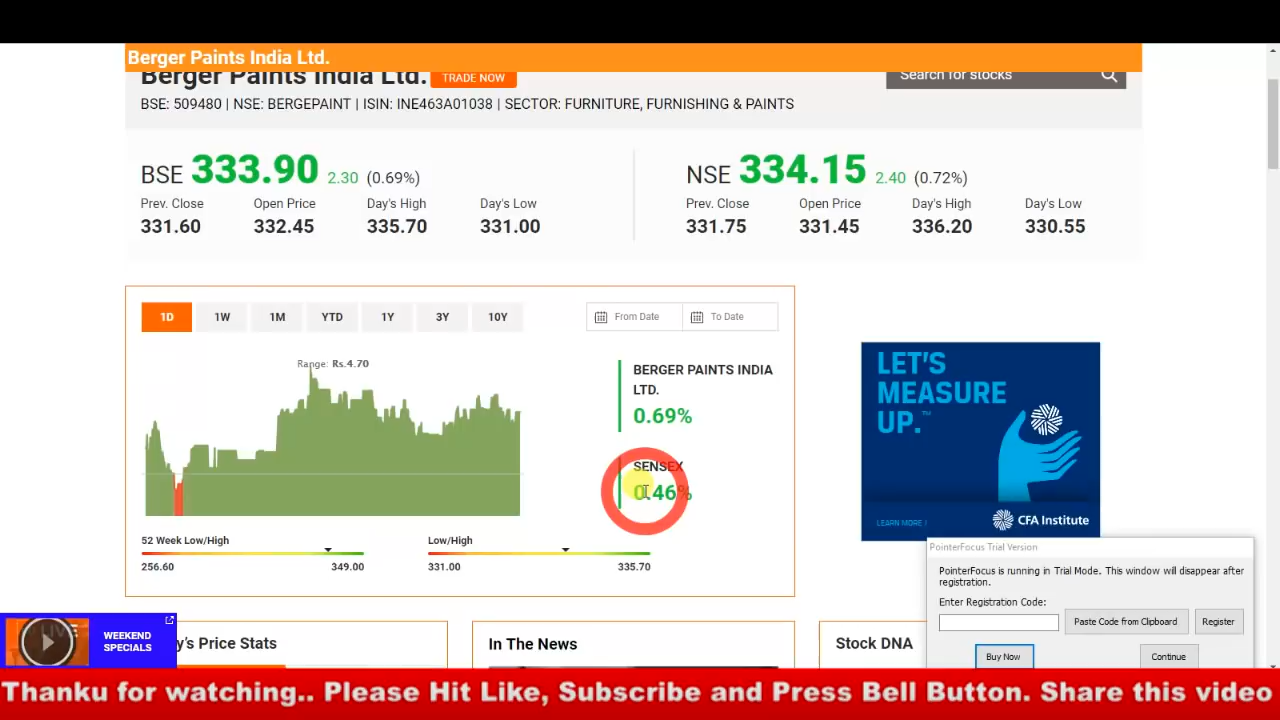 Berger Paints India Ltd.
Berger Paints India Ltd. TRADE NOW
Search for stocks
BSE: 509480 | NSE: BERGEPAINT | ISIN: INE463A01038 | SECTOR: FURNITURE, FURNISHING & PAINTS
BSE 333.90 2.30 (0.69%)
Prev. Close Open Price Day's High Day's Low
331.60 332.45 335.70 331.00
NSE 334.15 2.40 (0.72%)
Prev. Close Open Price Day's High Day's Low
331.75 331.45 336.20 330.55
1D 1W 1M YTD 1Y 3Y 10Y
From Date To Date
Range: Rs.4.70
BERGER PAINTS INDIA
LTD.
0.69%
SENSEX
0.46%
52 Week Low/High
256.60 349.00
Low/High
331.00 335.70
LET'S
MEASURE
UP.™
LEARN MORE
CFA Institute
PointerFocus Trial Version
PointerFocus is running in Trial Mode. This window will disappear after
registration.
Enter Registration Code:
Paste Code from Clipboard Register
Buy Now Continue
WEEKEND
SPECIALS
y's Price Stats
In The News
Stock DNA
Thanku for watching.. Please Hit Like, Subscribe and Press Bell Button. Share this video